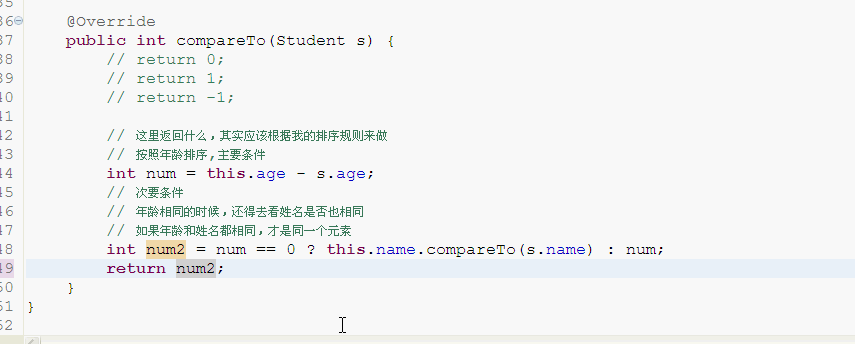 35
36 @Override
37 public int compareTo(Student s) {
38 // return 0;
39 // return 1;
40 // return -1;
41
42 // 这里返回什么,其实应该根据我的排序规则来做
43 // 按照年龄排序,主要条件
44 int num = this.age - s.age;
45 // 次要条件
46 // 年龄相同的时候,还得去看姓名是否也相同
47 // 如果年龄和姓名都相同,才是同一个元素
48 int num2 = num == 0 ? this.name.compareTo(s.name) : num;
49 return num2;
50 }
51 }
52